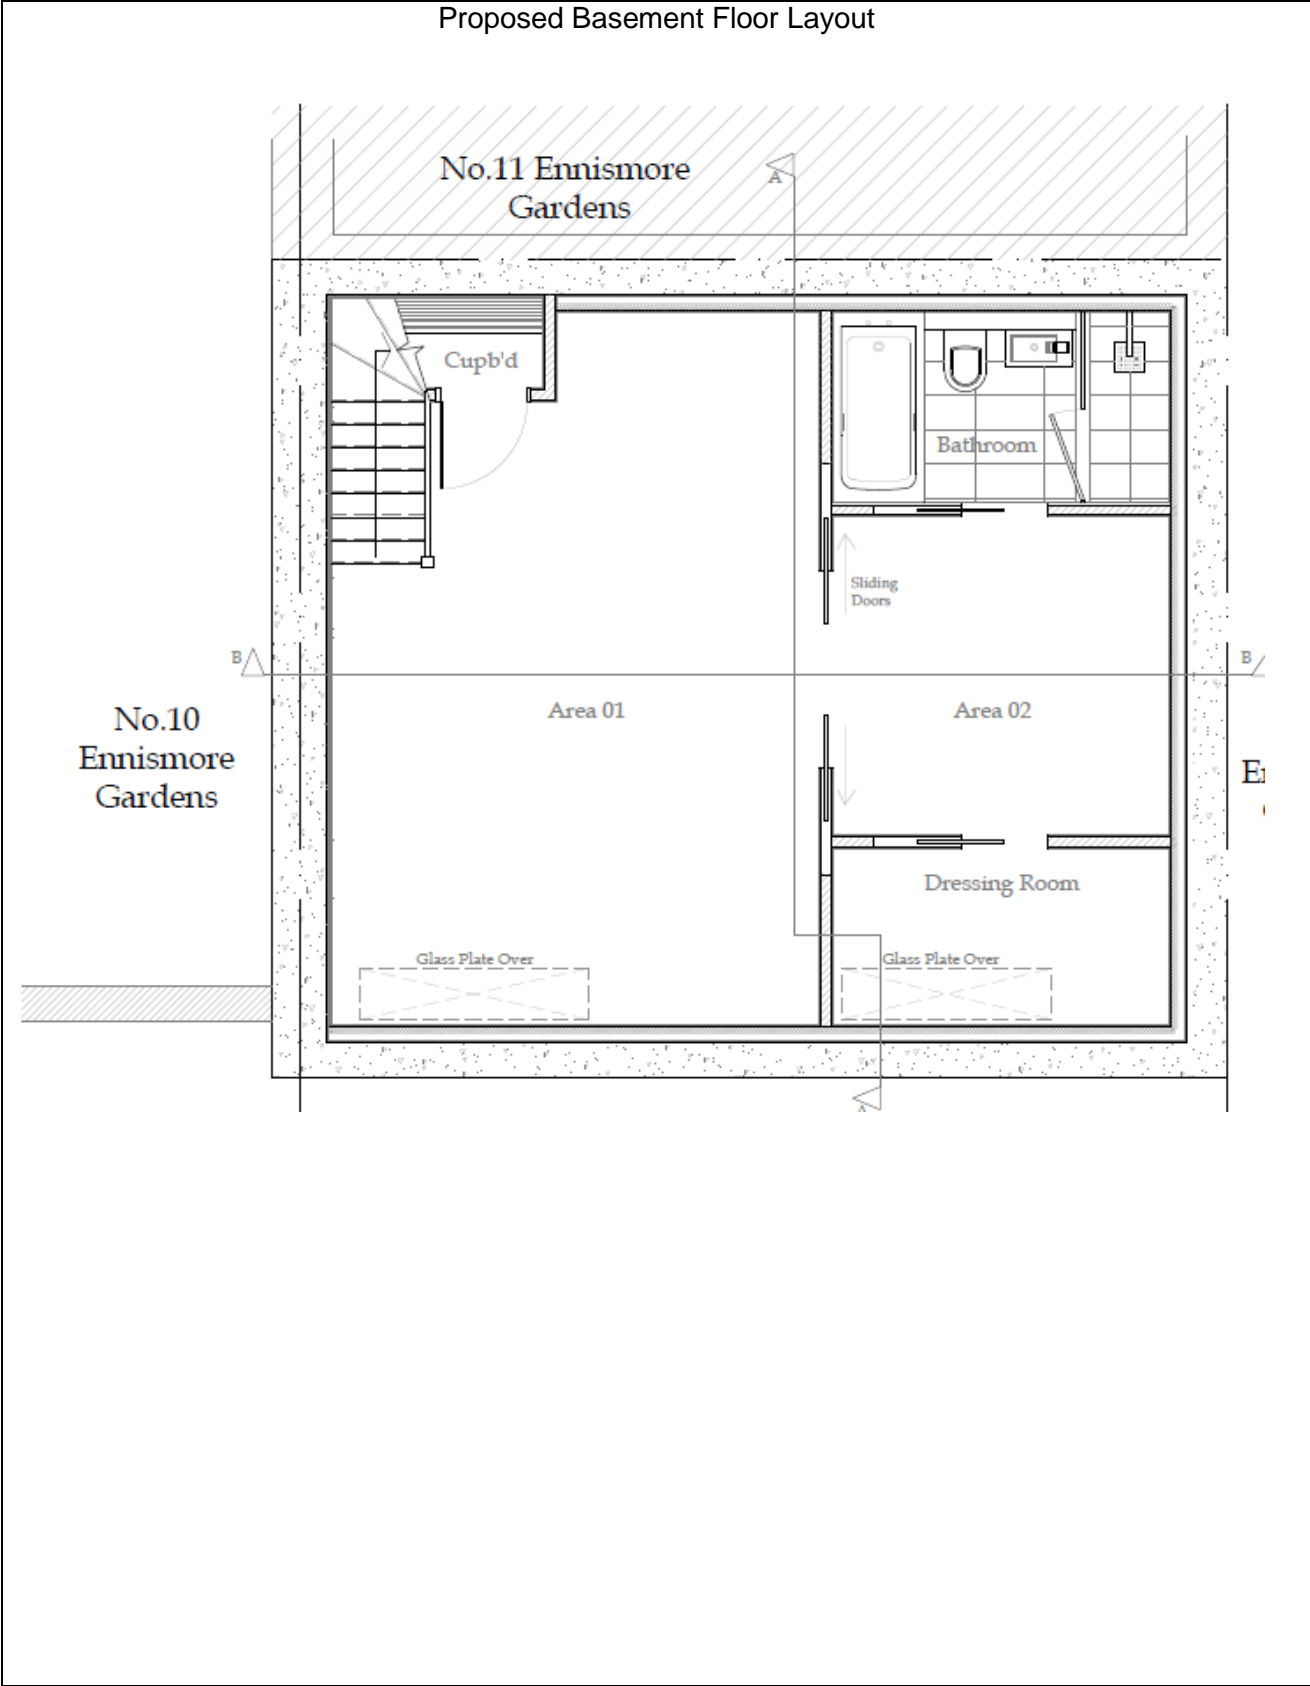 Proposed Basement Floor Layout
No.11 Ennismore
Gardens
A
Cupb'd
Bathroom
Sliding
Doors
B
B
No.10
Ennismore
Gardens
Area 01
Area 02
Dressing Room
Glass Plate Over
Glass Plate Over
A